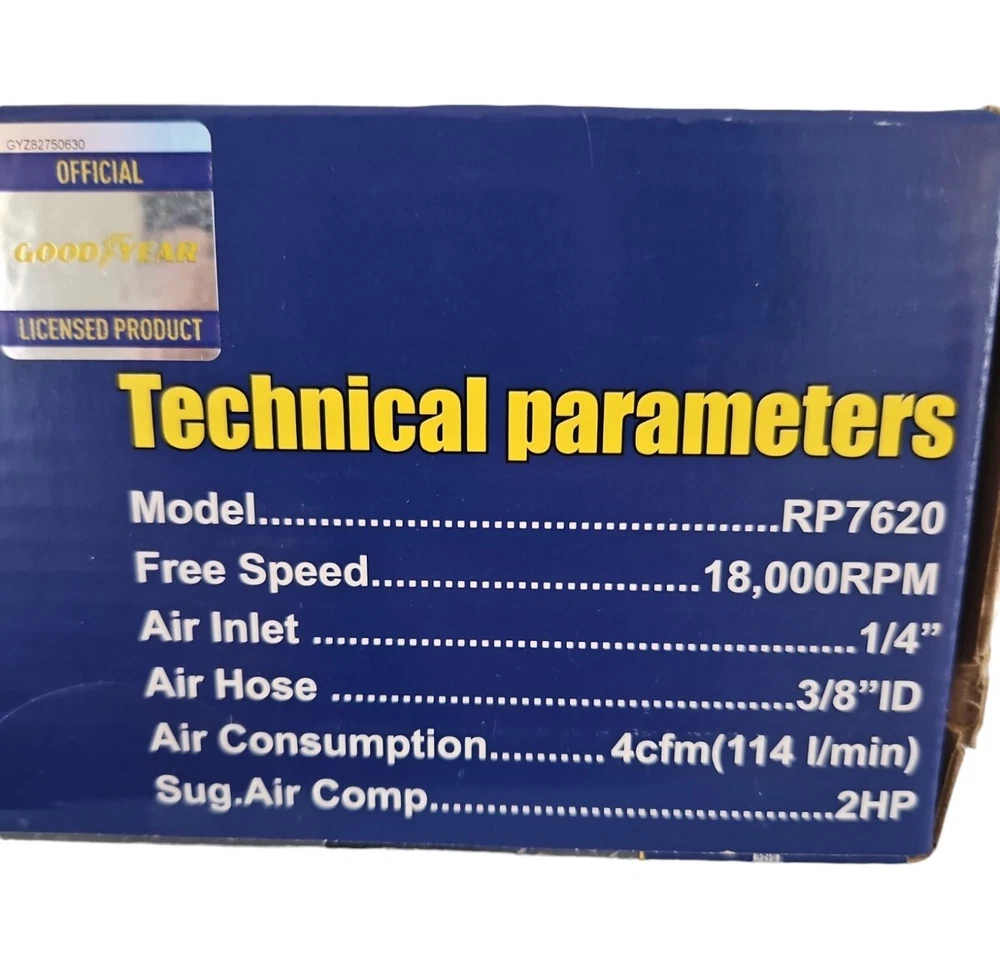 GYZ82750630
OFFICIAL
GOODYEAR
LICENSED PRODUCT
Technical parameters
Model..................................RP7620
Free Speed...........................18,000RPM
Air Inlet ..............................................1/4”
Air Hose .......................................3/8”ID
Air Consumption..........4cfm(114 l/min)
Sug.Air Comp...................................2HP